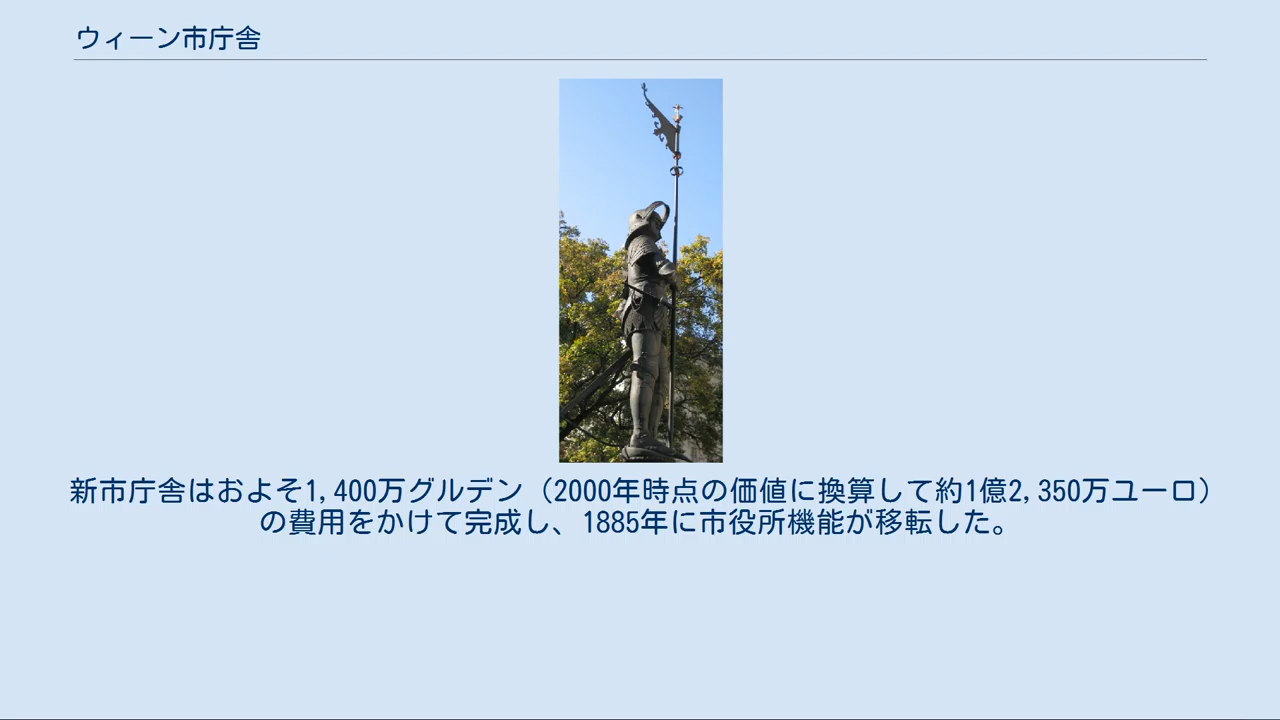 ウィーン市庁舎
新市庁舎はおよそ1,400万グルデン（2000年時点の価値に換算して約1億2,350万ユーロ）
の費用をかけて完成し、1885年に市役所機能が移転した。